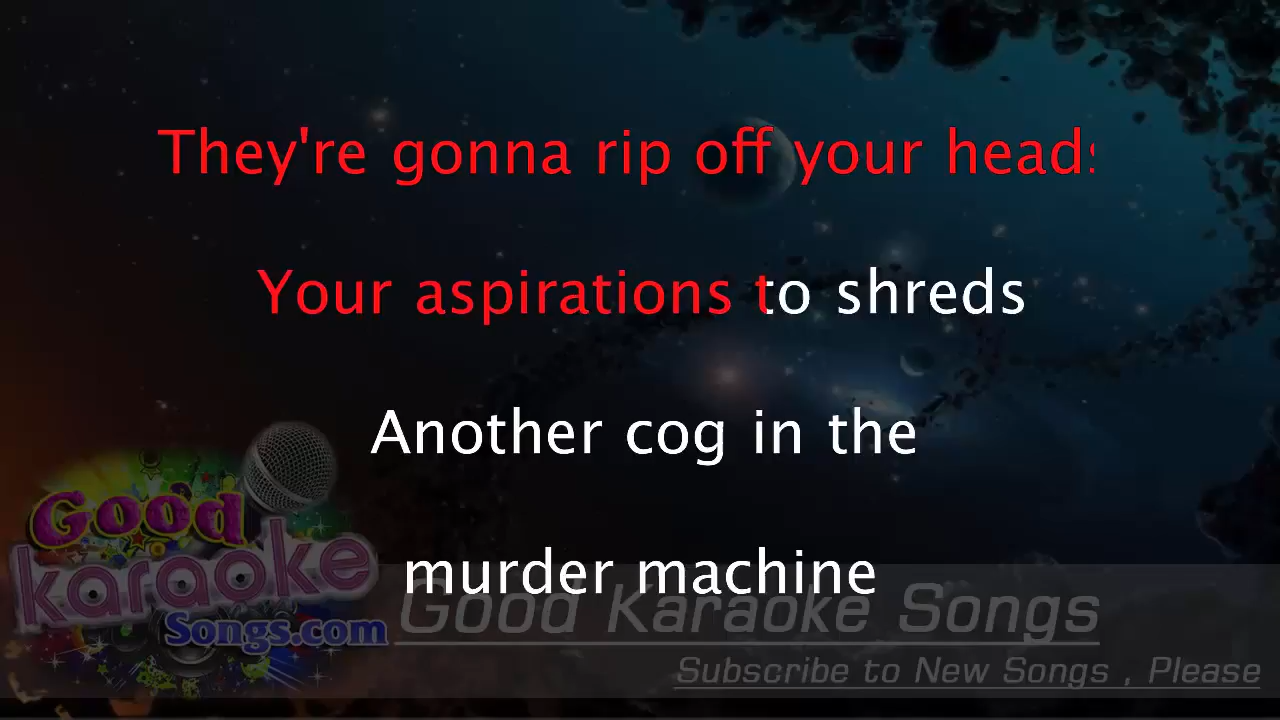 They're gonna rip off your heads
Your aspirations to shreds
Another cog in the
murder machine
Good
karaoke
Songs.com
Good Karaoke Songs
Subscribe to New Songs , Please